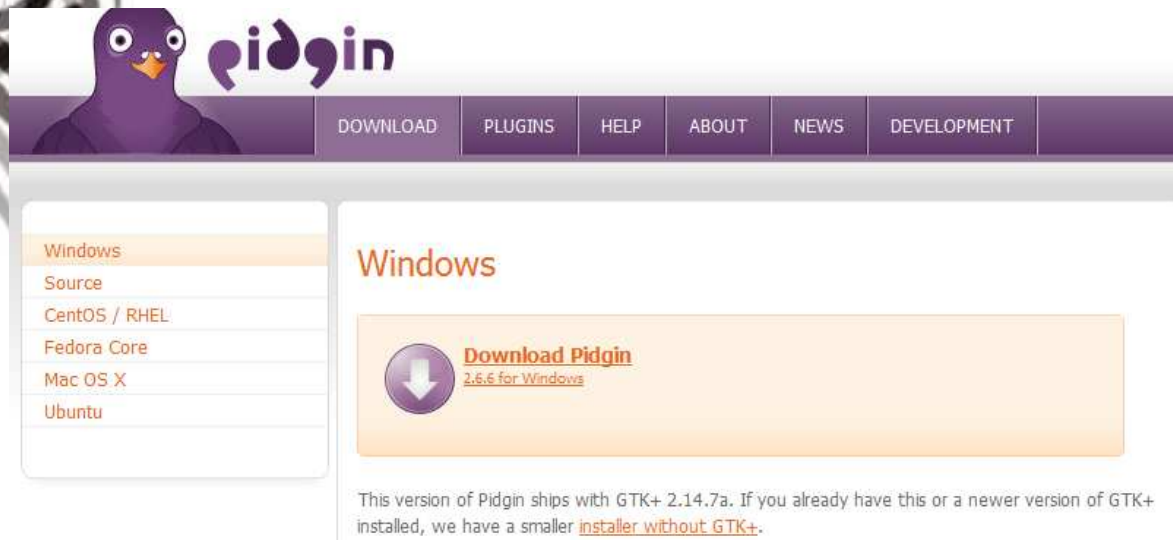 pidgin
DOWNLOAD PLUGINS HELP ABOUT NEWS DEVELOPMENT
Windows
Source
CentOS / RHEL
Fedora Core
Mac OS X
Ubuntu
Windows
Download Pidgin
2.6.6 for Windows
This version of Pidgin ships with GTK+ 2.14.7a. If you already have this or a newer version of GTK+
installed, we have a smaller installer without GTK+.